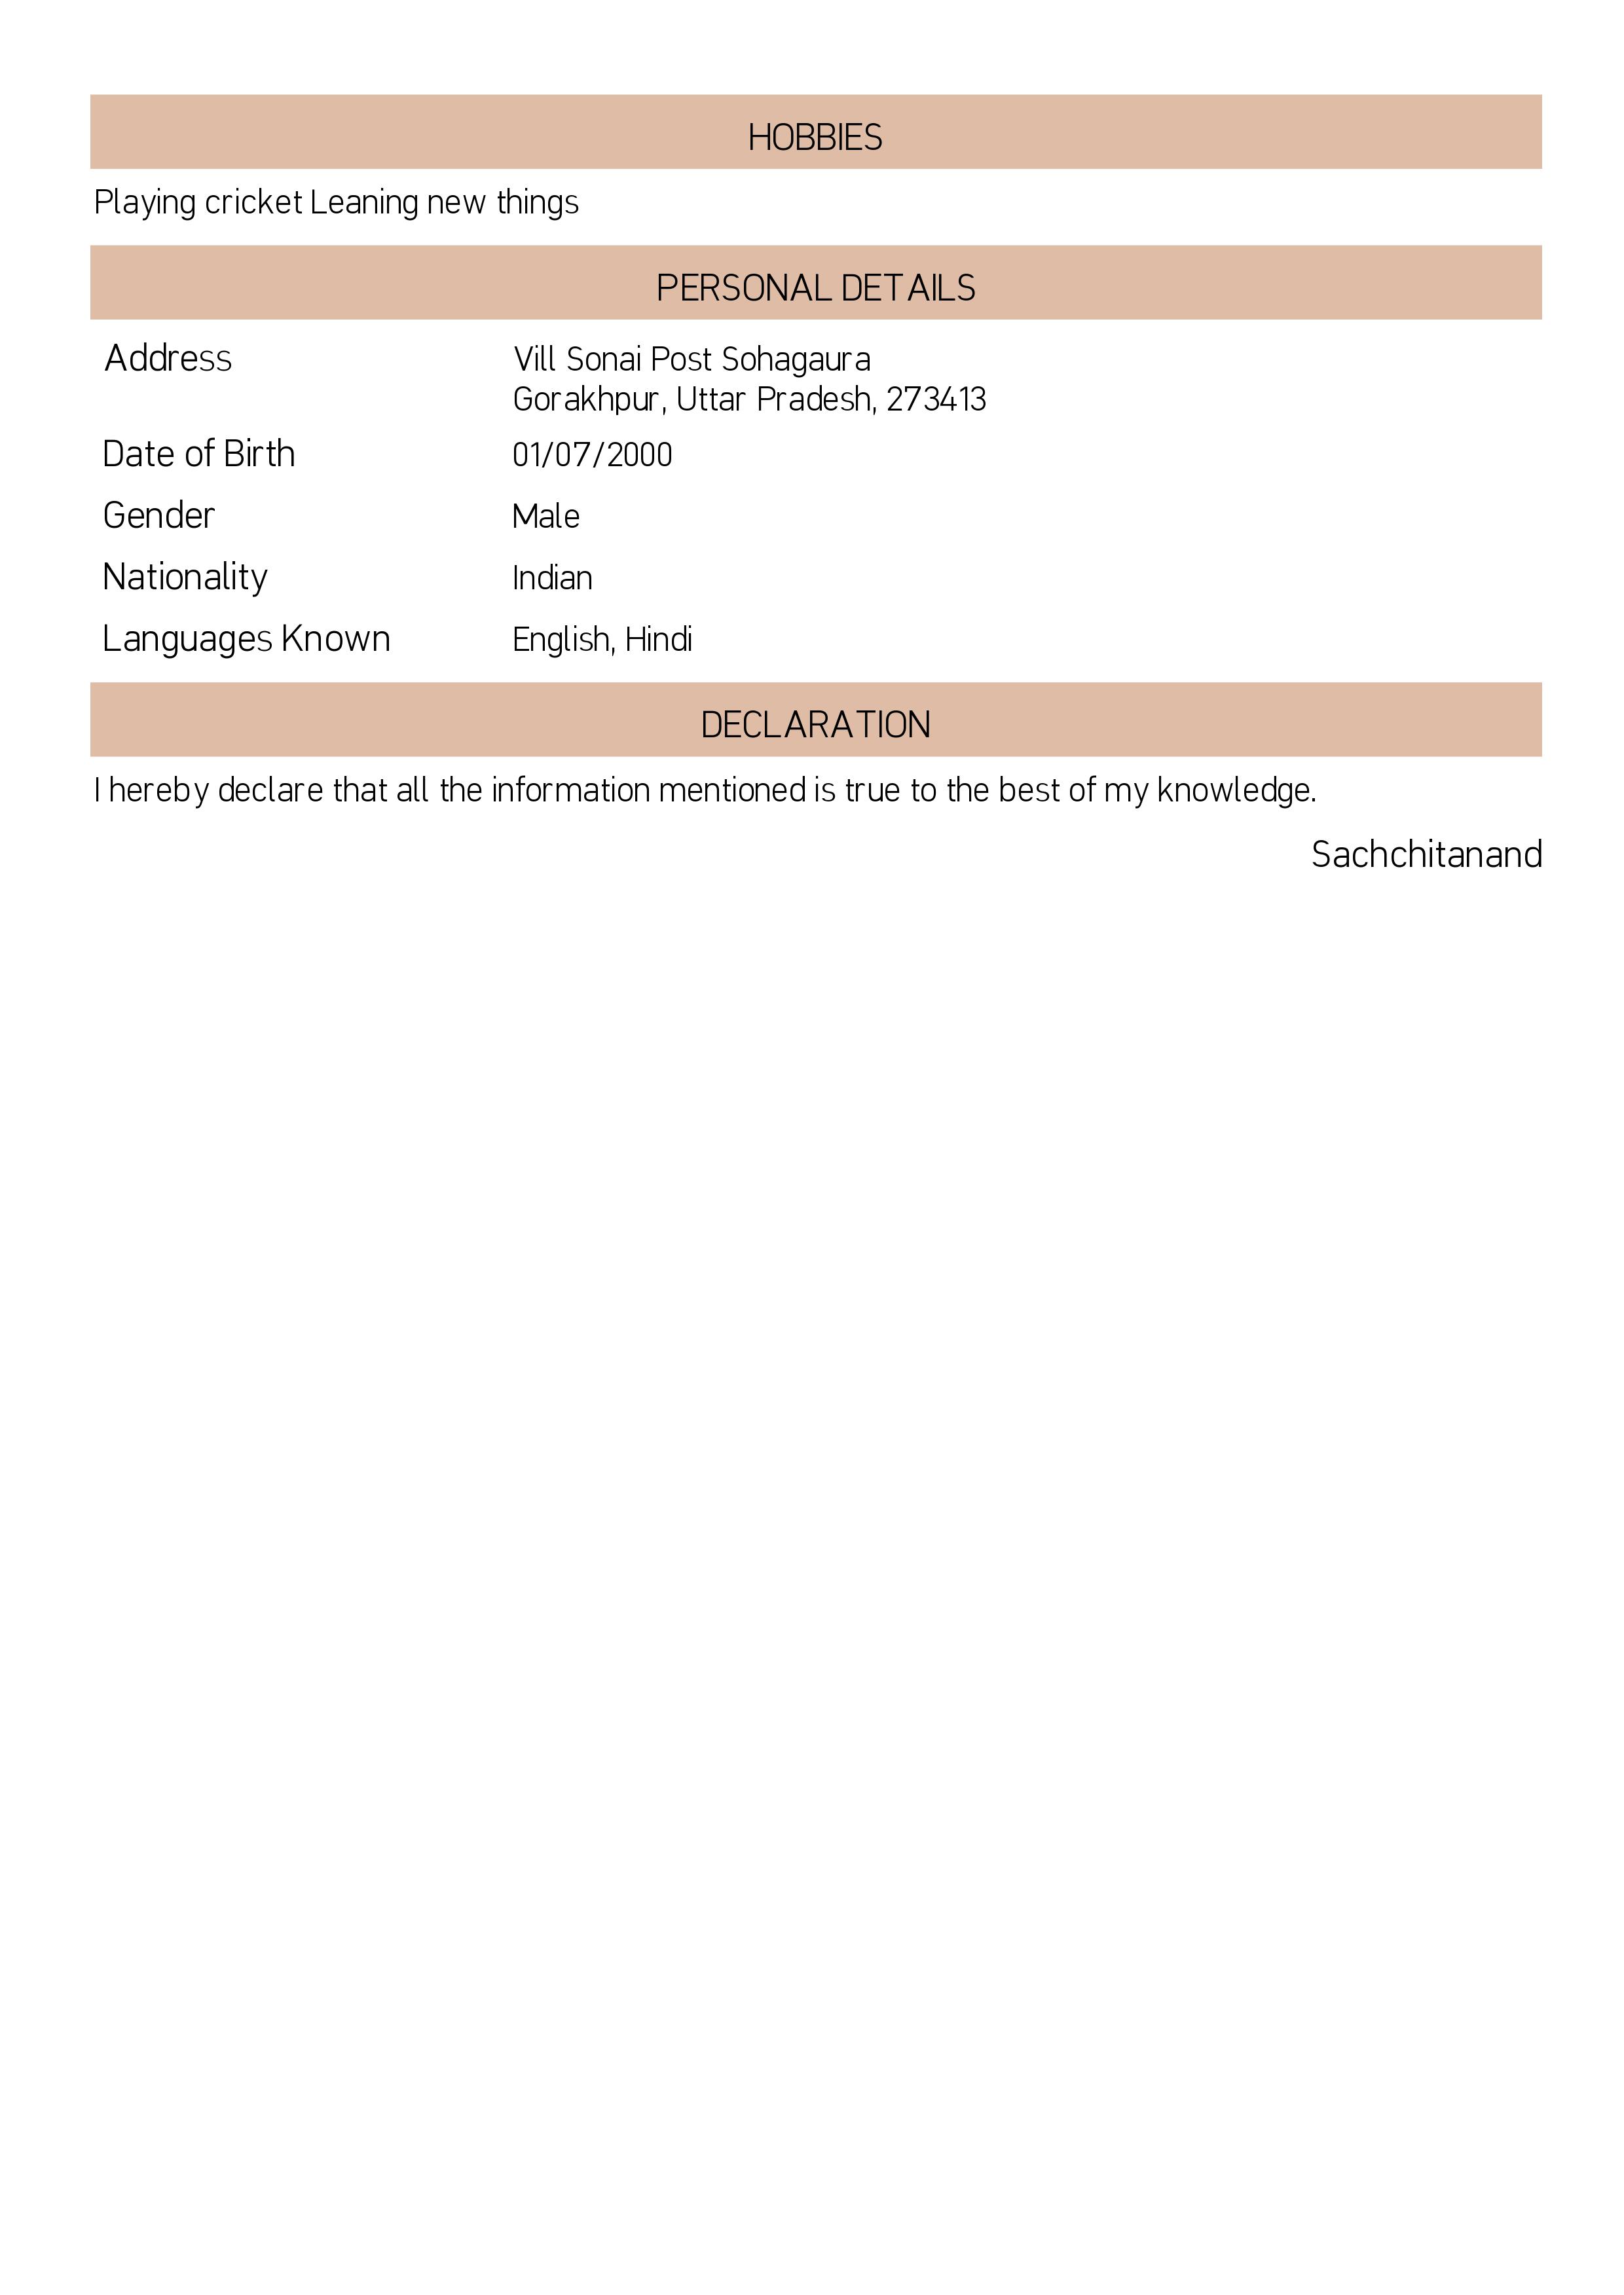 HOBBIES
Playing cricket Leaning new things
PERSONAL DETAILS
Address Vill Sonai Post Sohagaura
Gorakhpur, Uttar Pradesh, 273413
Date of Birth 01/07/2000
Gender Male
Nationality Indian
Languages Known English, Hindi
DECLARATION
I hereby declare that all the information mentioned is true to the best of my knowledge.
Sachchitanand